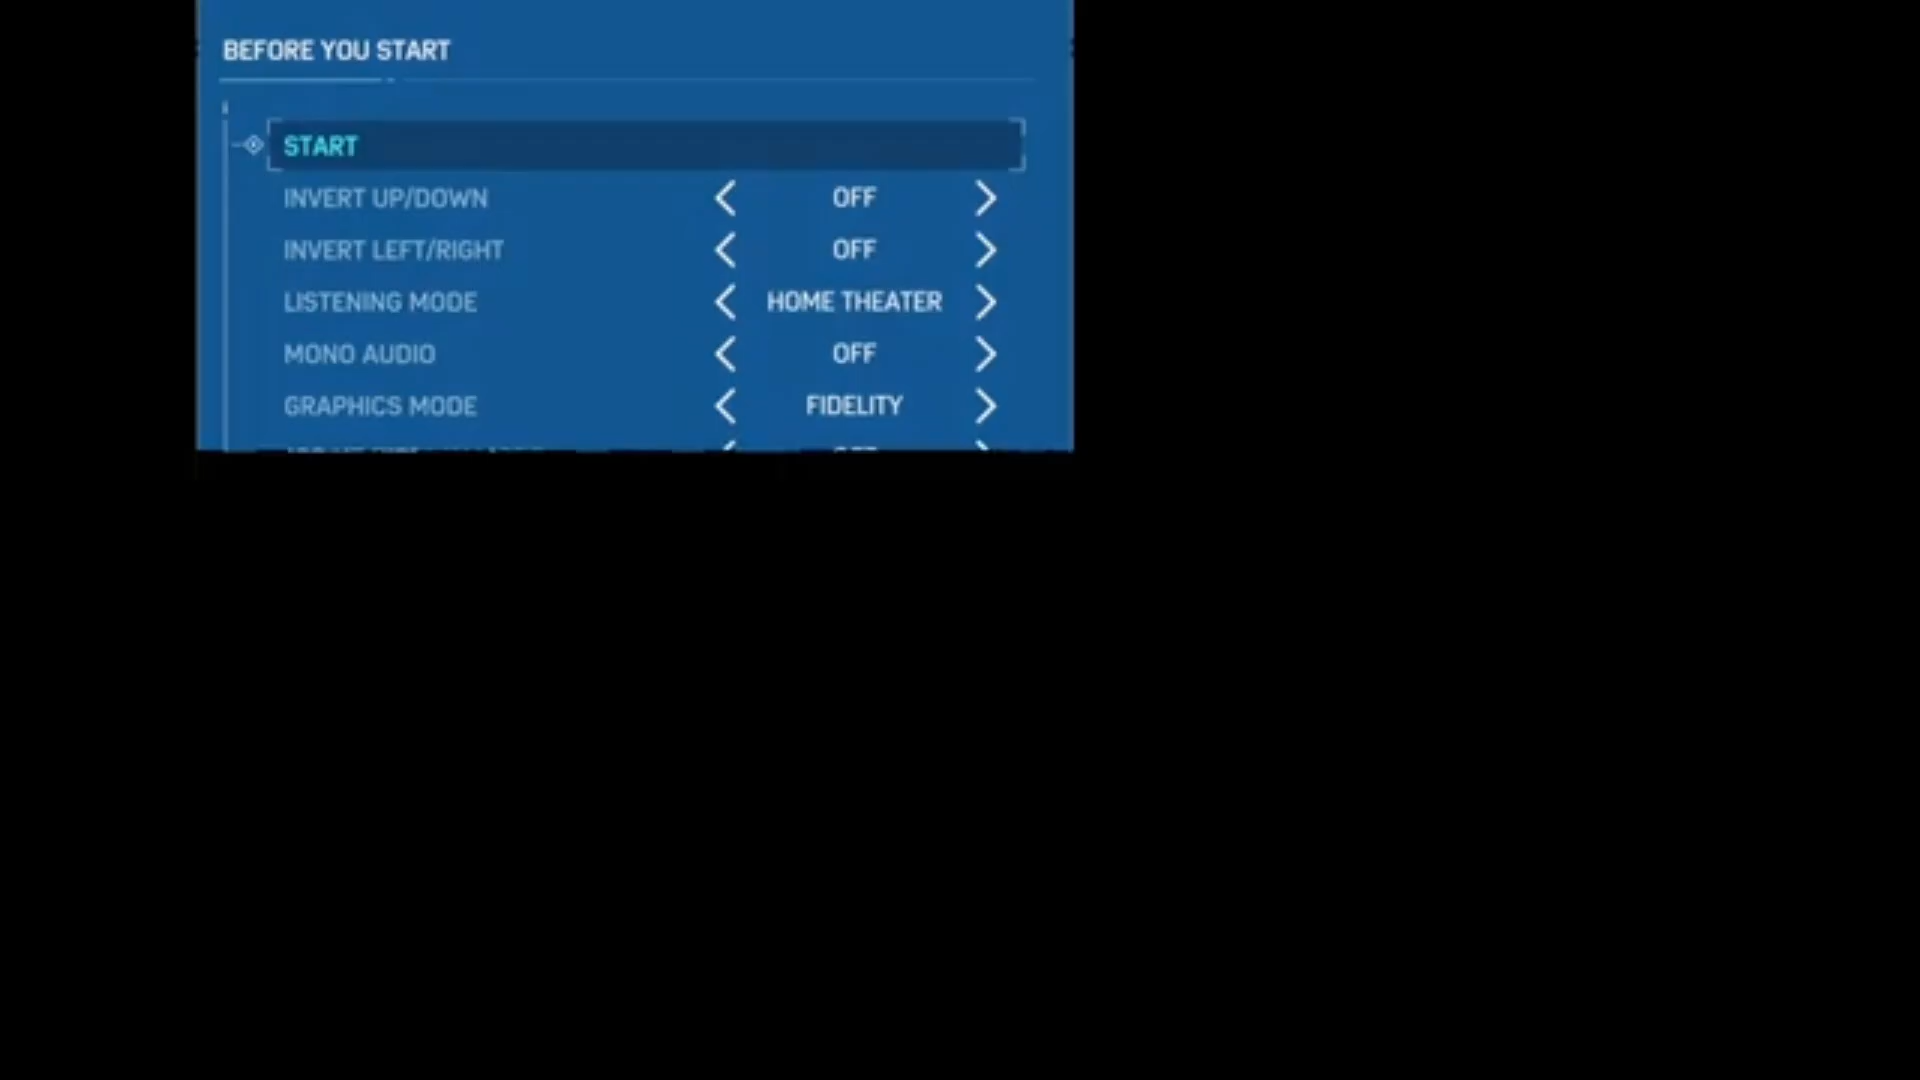 BEFORE YOU START
START
INVERT UP/DOWN OFF
INVERT LEFT/RIGHT OFF
LISTENING MODE HOME THEATER
MONO AUDIO OFF
GRAPHICS MODE FIDELITY